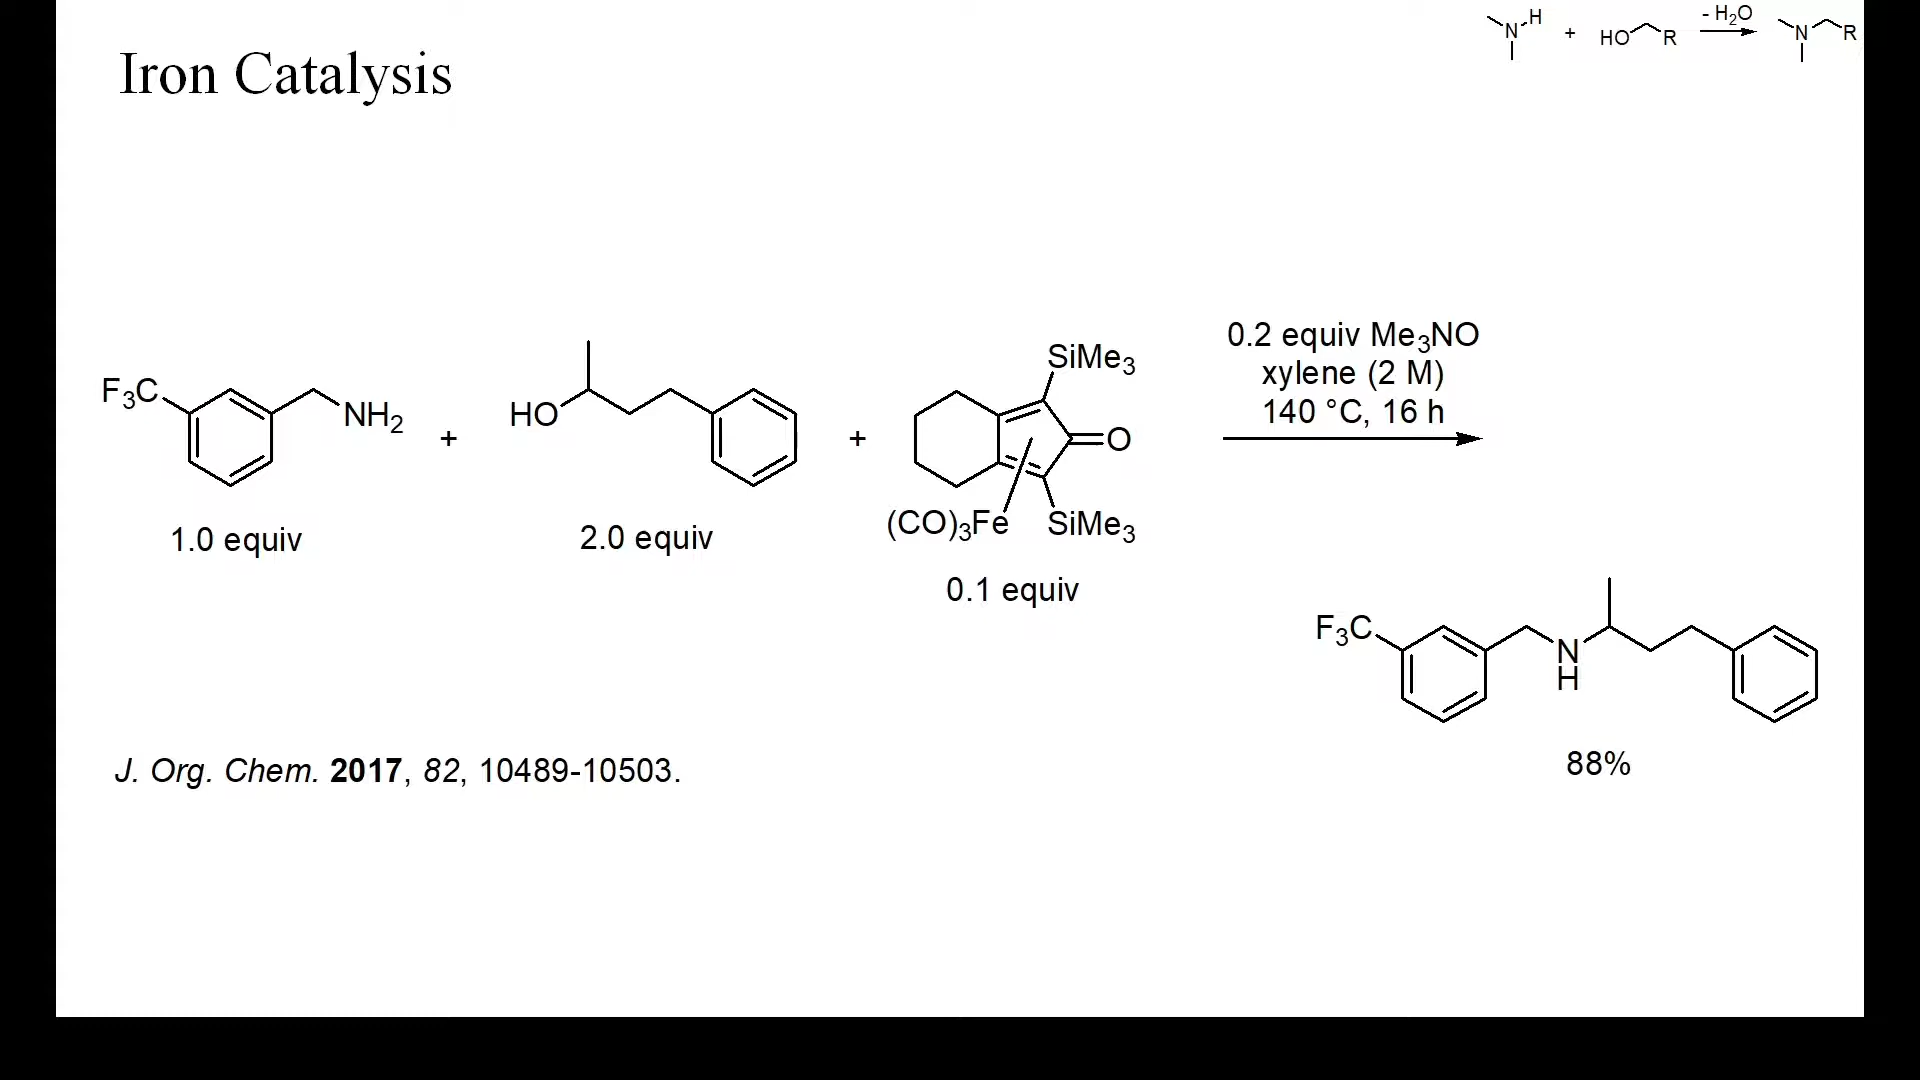 Iron Catalysis
N
H
+
HO
R
- H₂O
N
R
F₃C
NH₂
1.0 equiv
+
HO
2.0 equiv
+
SiMe₃
O
(CO)₃Fe
SiMe₃
0.1 equiv
0.2 equiv Me₃NO
xylene (2 M)
140 °C, 16 h
F₃C
N
H
88%
J. Org. Chem. 2017, 82, 10489-10503.